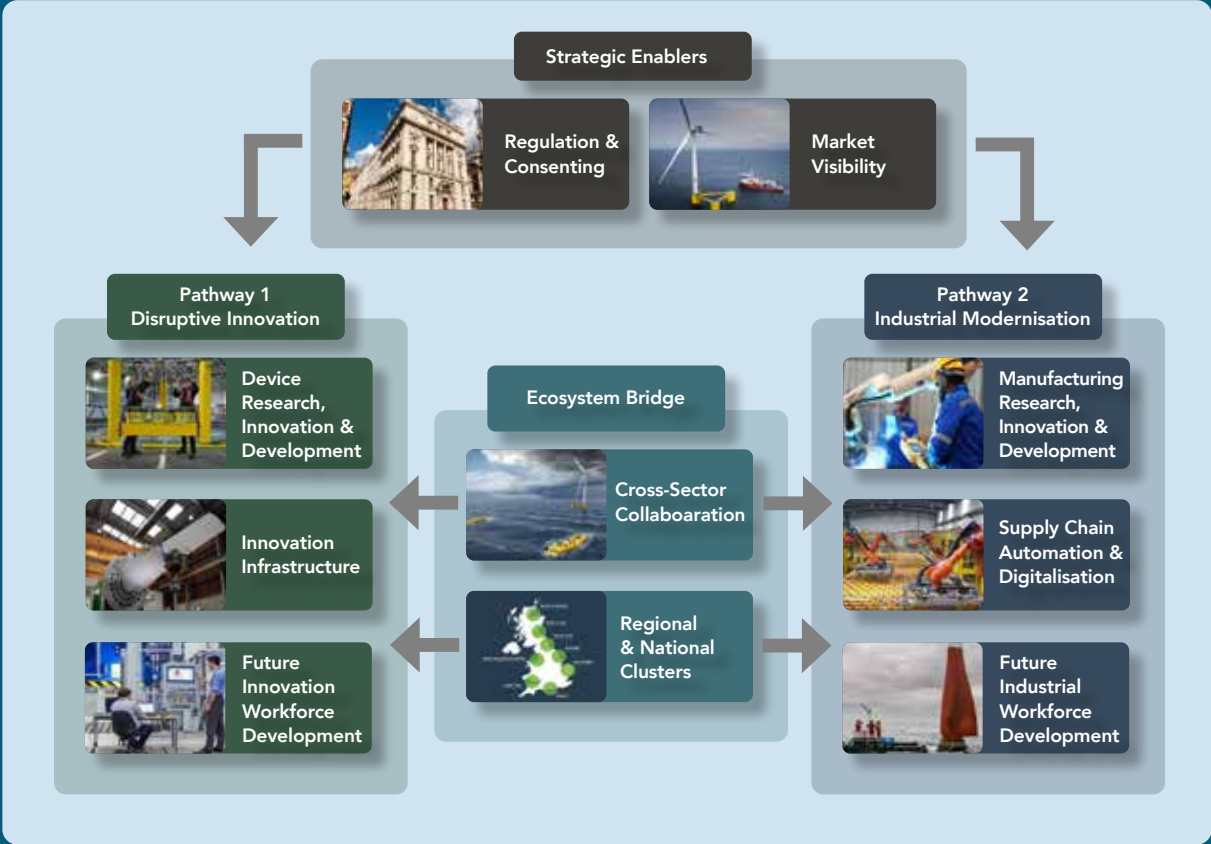 Strategic Enablers
Regulation &
Consenting
Market
Visibility
Pathway 1
Disruptive Innovation
Device
Research,
Innovation &
Development
Innovation
Infrastructure
Future
Innovation
Workforce
Development
Ecosystem Bridge
Cross-Sector
Collaboaration
Regional
& National
Clusters
Pathway 2
Industrial Modernisation
Manufacturing
Research,
Innovation &
Development
Supply Chain
Automation &
Digitalisation
Future
Industrial
Workforce
Development